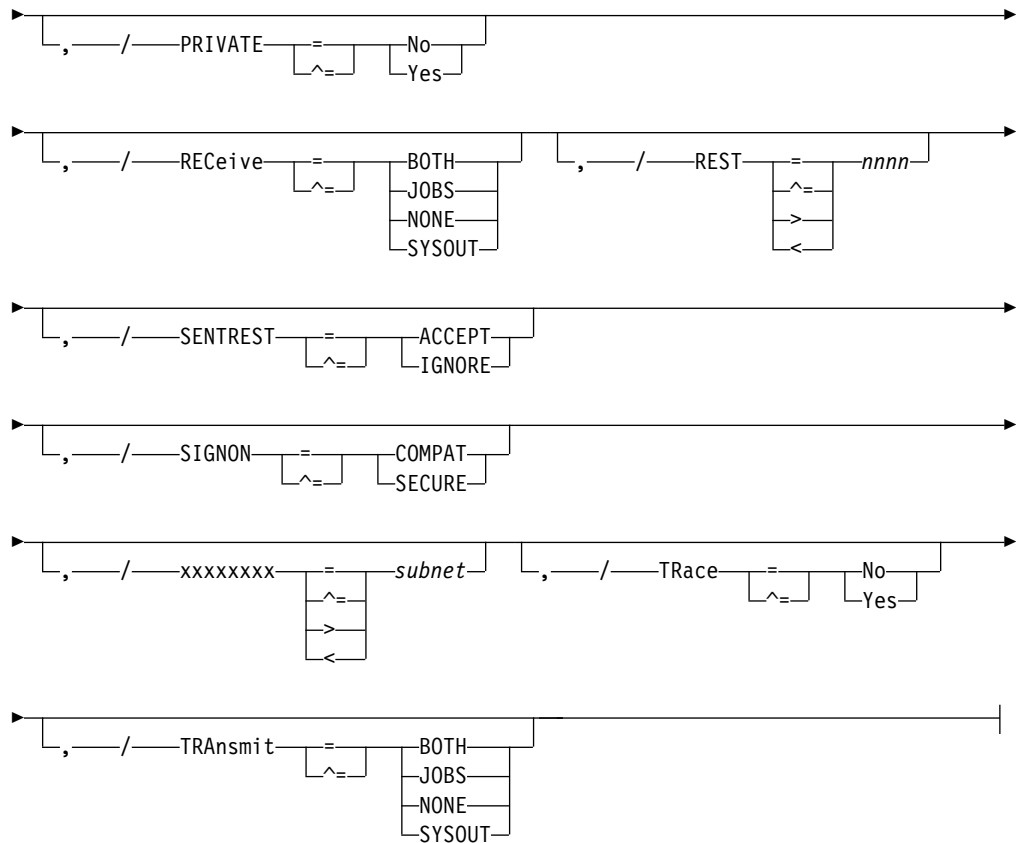 , / PRIVATE = No
^= Yes
, / RECeive = BOTH , / REST = nnnn
^= JOBS ^=
NONE >
SYSOUT <
, / SENTREST = ACCEPT
^= IGNORE
, / SIGNON = COMPAT
^= SECURE
, / xxxxxxxx = subnet , / TRace = No
^= ^= Yes
>
<
, / TRAnsmit = BOTH
^= JOBS
NONE
SYSOUT